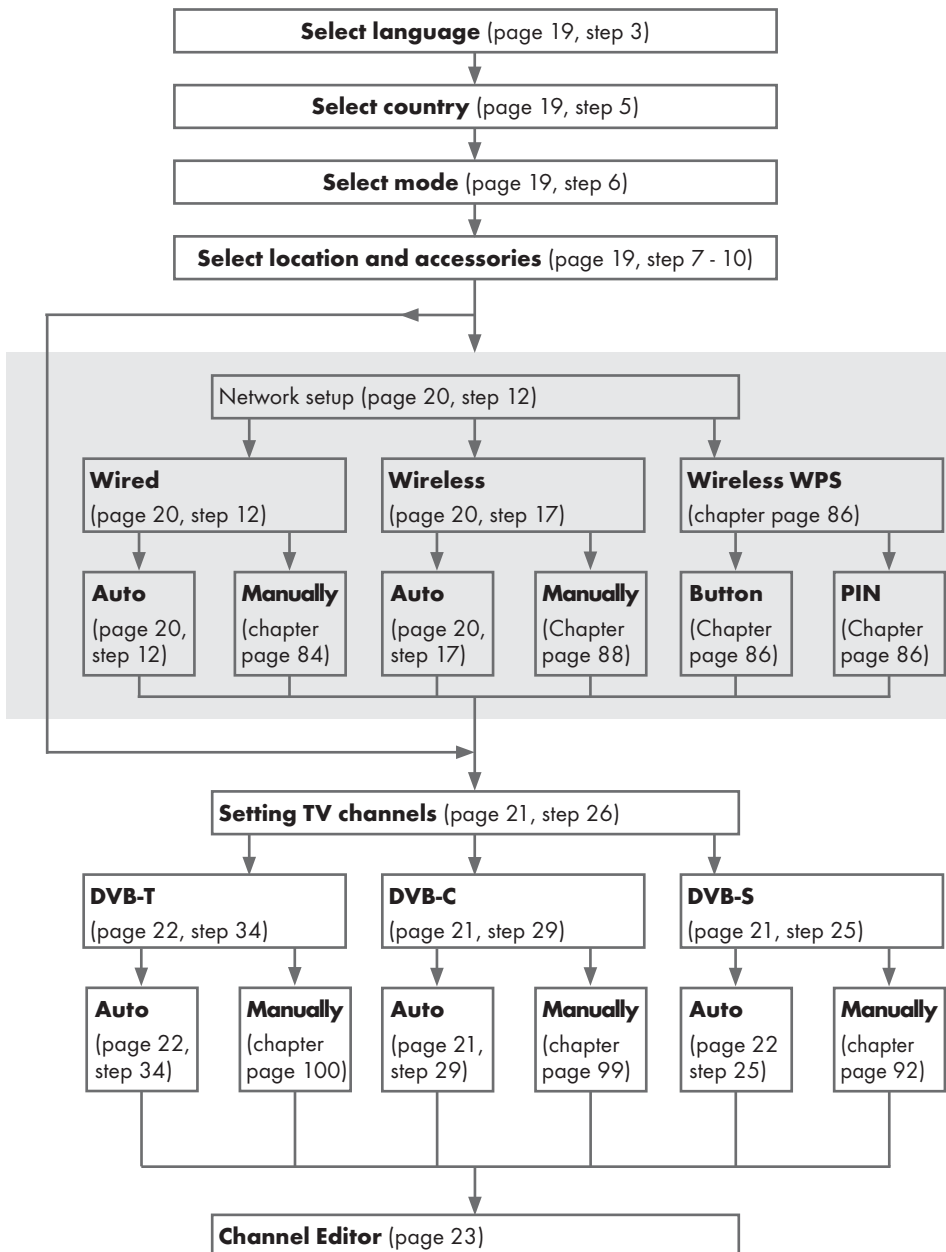 Select language (page 19, step 3)
Select country (page 19, step 5)
Select mode (page 19, step 6)
Select location and accessories (page 19, step 7 - 10)
Network setup (page 20, step 12)
Wired
(page 20, step 12)
Wireless
(page 20, step 17)
Wireless WPS
(chapter page 86)
Auto
(page 20,
step 12)
Manually
(chapter
page 84)
Auto
(page 20,
step 17)
Manually
(Chapter
page 88)
Button
(Chapter
page 86)
PIN
(Chapter
page 86)
Setting TV channels (page 21, step 26)
DVB-T
(page 22, step 34)
DVB-C
(page 21, step 29)
DVB-S
(page 21, step 25)
Auto
(page 22,
step 34)
Manually
(chapter
page 100)
Auto
(page 21,
step 29)
Manually
(chapter
page 99)
Auto
(page 22
step 25)
Manually
(chapter
page 92)
Channel Editor (page 23)